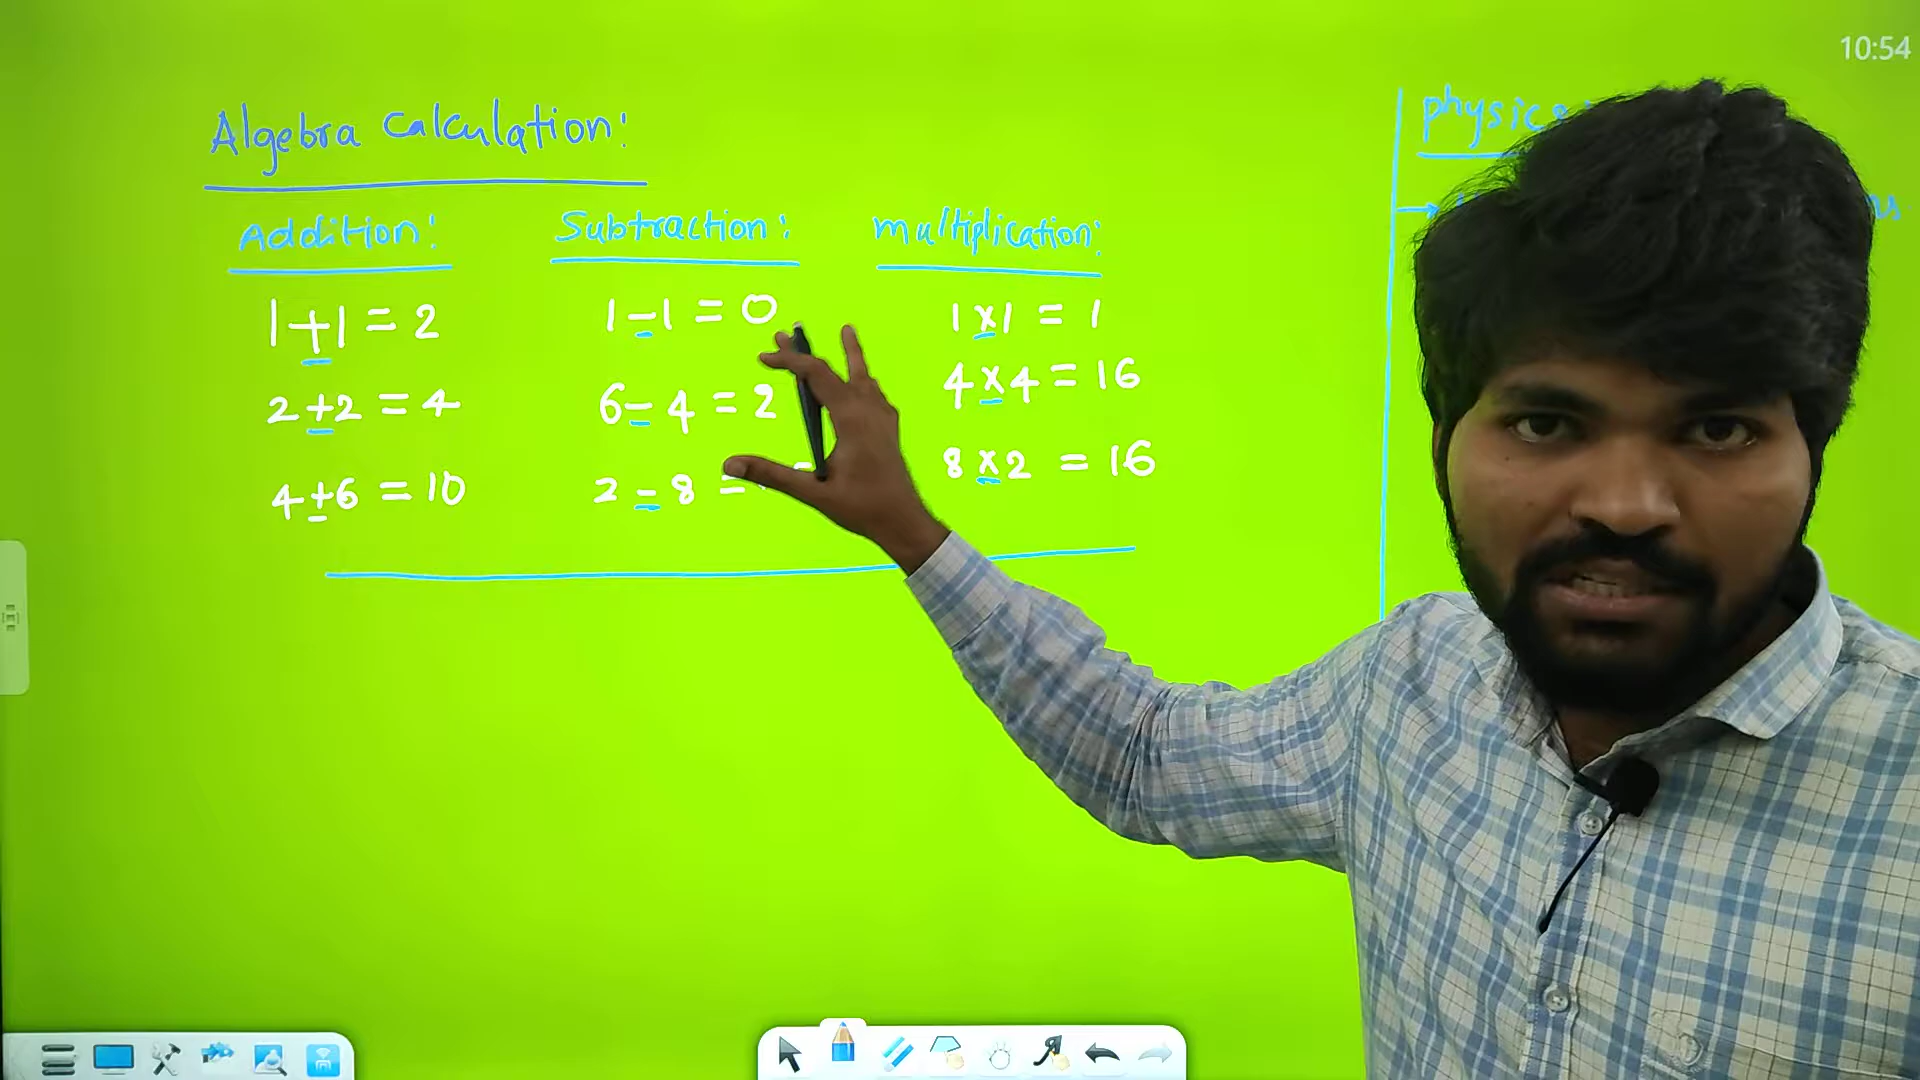 10:54
Algebra Calculation:
Addition:
1+1=2
2+2=4
4+6=10
Subtraction:
1-1=0
6-4=2
2-8=
multiplication:
1x1=1
4x4=16
8x2=16
physics